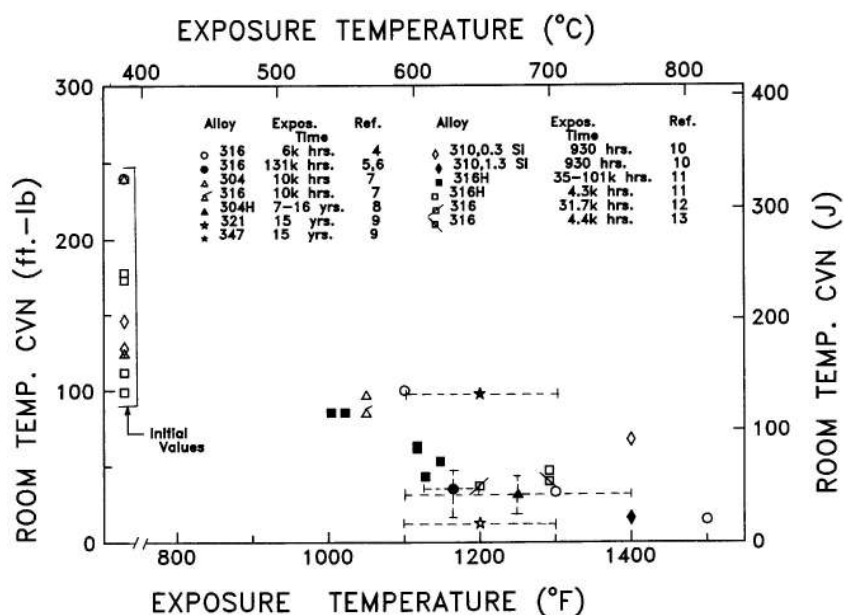 EXPOSURE TEMPERATURE (°C)
400 500 600 700 800
300 400
Alloy Expos. Time Ref. Alloy Expos. Time Ref.
316 6k hrs. 4 310,0.3 SI 930 hrs. 10
316 131k hrs. 5,6 310,1.3 SI 930 hrs. 10
304 10k hrs 7 316H 35-101k hrs. 11
316 10k hrs. 7 316H 4.3k hrs. 11
304H 7-16 yrs. 8 316 31.7k hrs. 12
321 15 yrs. 9 316 4.4k hrs. 13
347 15 yrs. 9
ROOM TEMP. CVN (ft.-lb)
200 300
100 200
0 100
0
Initial
Values
ROOM TEMP. CVN (J)
800 1000 1200 1400
EXPOSURE TEMPERATURE (°F)